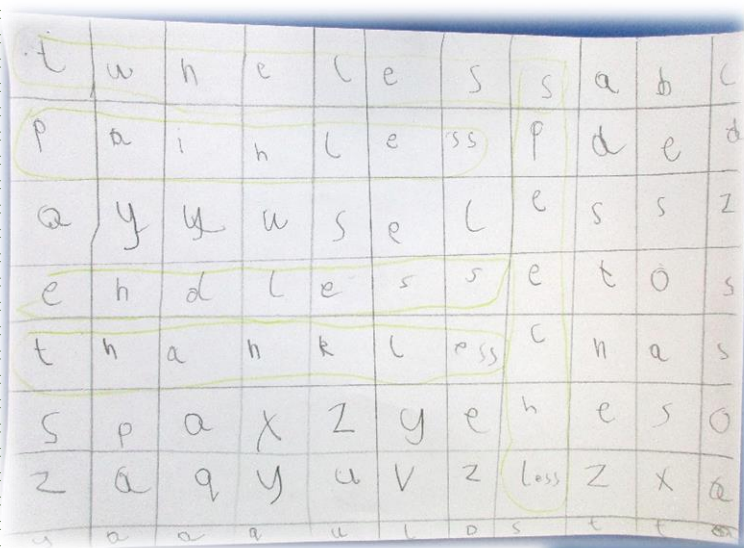 t u n e l e s s a b c
p a i n l e ss p d e d
a y y u s e l e s s z
e n d l e s s e t o s
t h a n k l ess c n a s
s p a x z y e h e s o
z a q y u v z less z x a